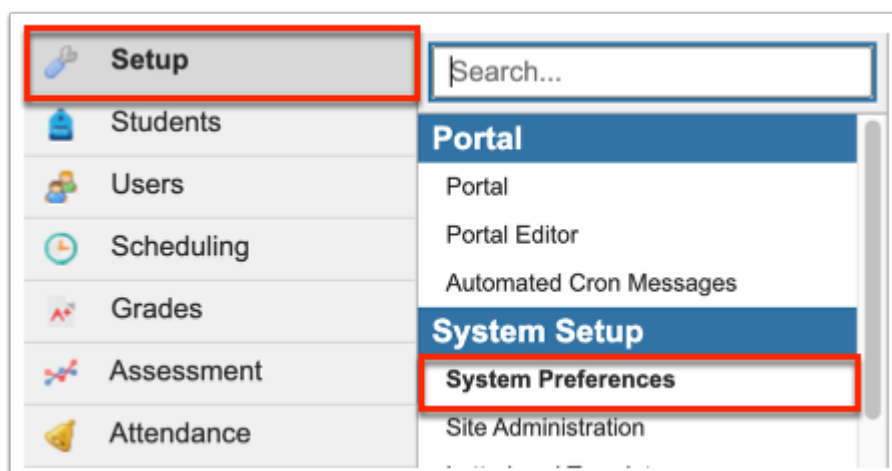 Setup
Students
Users
Scheduling
A+
Grades
Assessment
Attendance
Search...
Portal
Portal
Portal Editor
Automated Cron Messages
System Setup
System Preferences
Site Administration